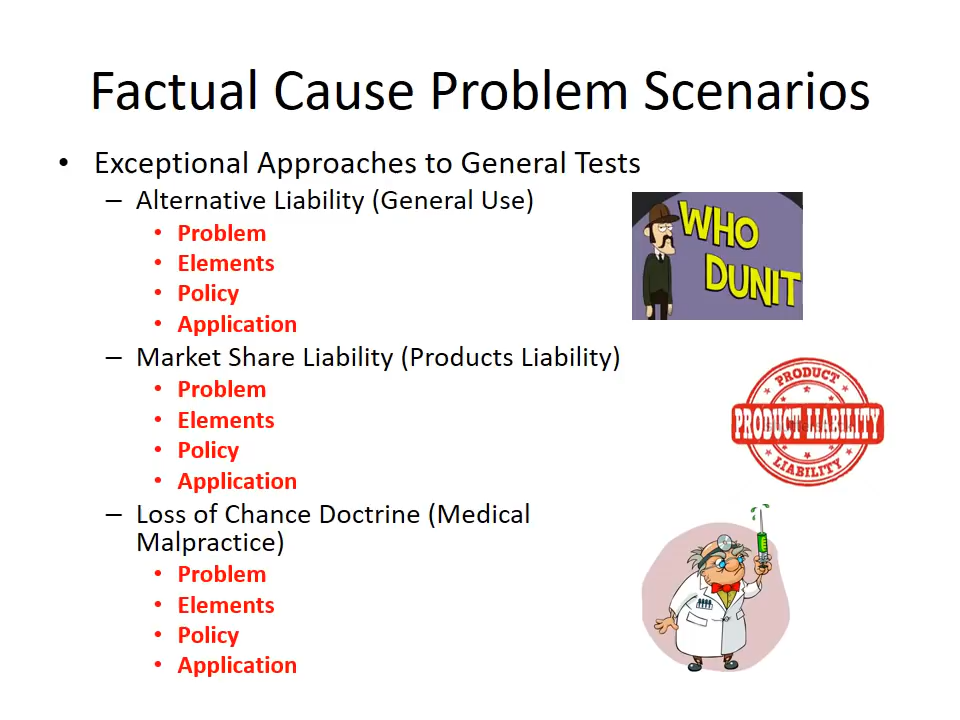 Factual Cause Problem Scenarios
• Exceptional Approaches to General Tests
– Alternative Liability (General Use)
• Problem
• Elements
• Policy
• Application
WHO
DUNIT
– Market Share Liability (Products Liability)
• Problem
• Elements
• Policy
• Application
PRODUCT
PRODUCT LIABILITY
LIABILITY
– Loss of Chance Doctrine (Medical
Malpractice)
• Problem
• Elements
• Policy
• Application